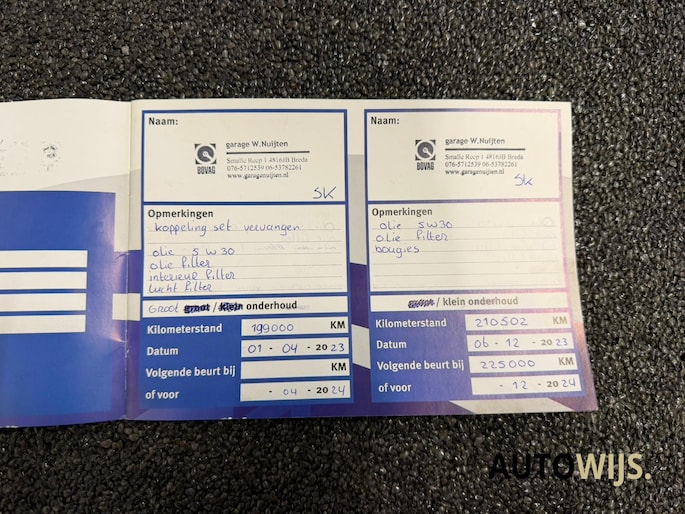 Naam:
garage W.Nuijten
BOVAG
Smalle Reep 1 4816JB Breda
076-5712539 06-53782261
www.garagenuijten.nl
SK
Opmerkingen
koppeling set vervangen
olie 5W30
olie filter
interieur filter
lucht filter
GROOT / klein onderhoud
Kilometerstand 199000 KM
Datum 01 - 04 - 2023
Volgende beurt bij KM
of voor - 04 - 2024
Naam:
garage W.Nuijten
BOVAG
Smalle Reep 1 4816JB Breda
076-5712539 06-53782261
www.garagenuijten.nl
SK
Opmerkingen
olie 5W30
olie filter
bougies
/ klein onderhoud
Kilometerstand 210502 KM
Datum 06 - 12 - 2023
Volgende beurt bij 225000 KM
of voor - 12 - 2024
AUTOWIJS.